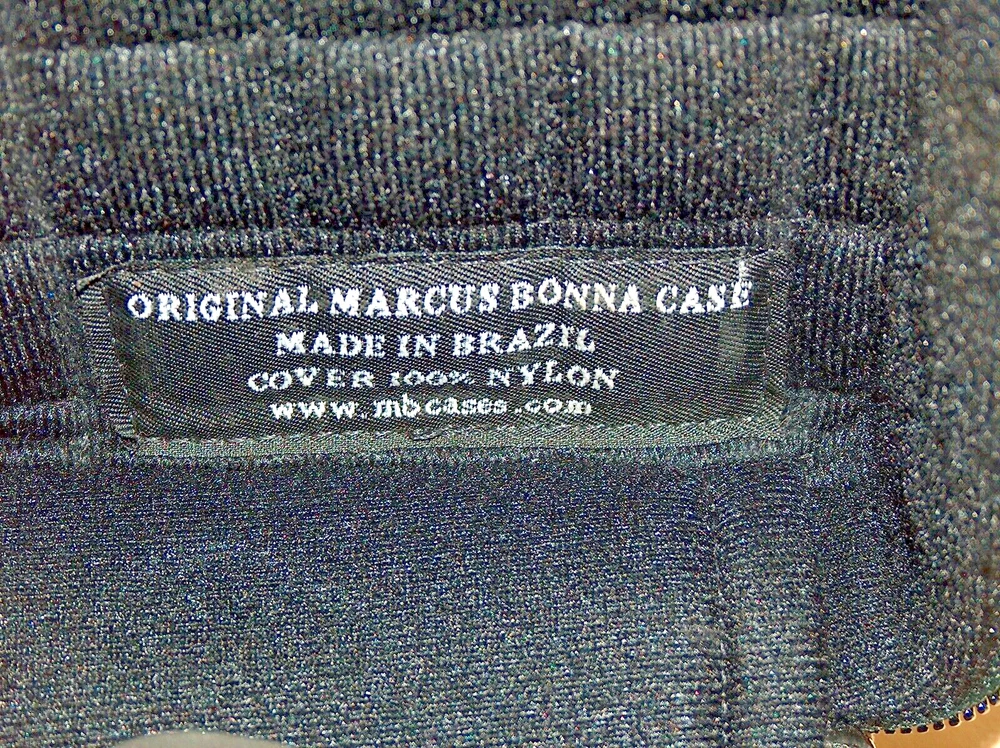 ORIGINAL MARCUS BONNA CASE
MADE IN BRAZIL
COVER 100% NYLON
www.mbcases.com